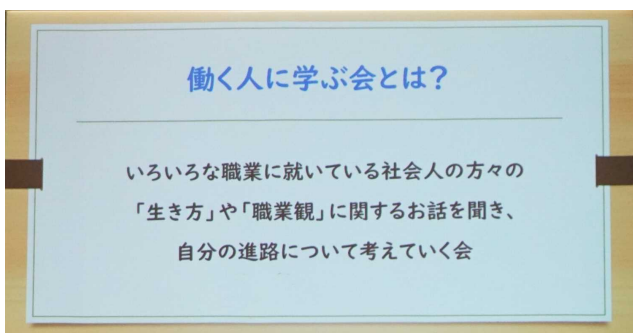 働く人に学ぶ会とは?
いろいろな職業に就いている社会人の方々の
「生き方」や「職業観」に関するお話を聞き、
自分の進路について考えていく会